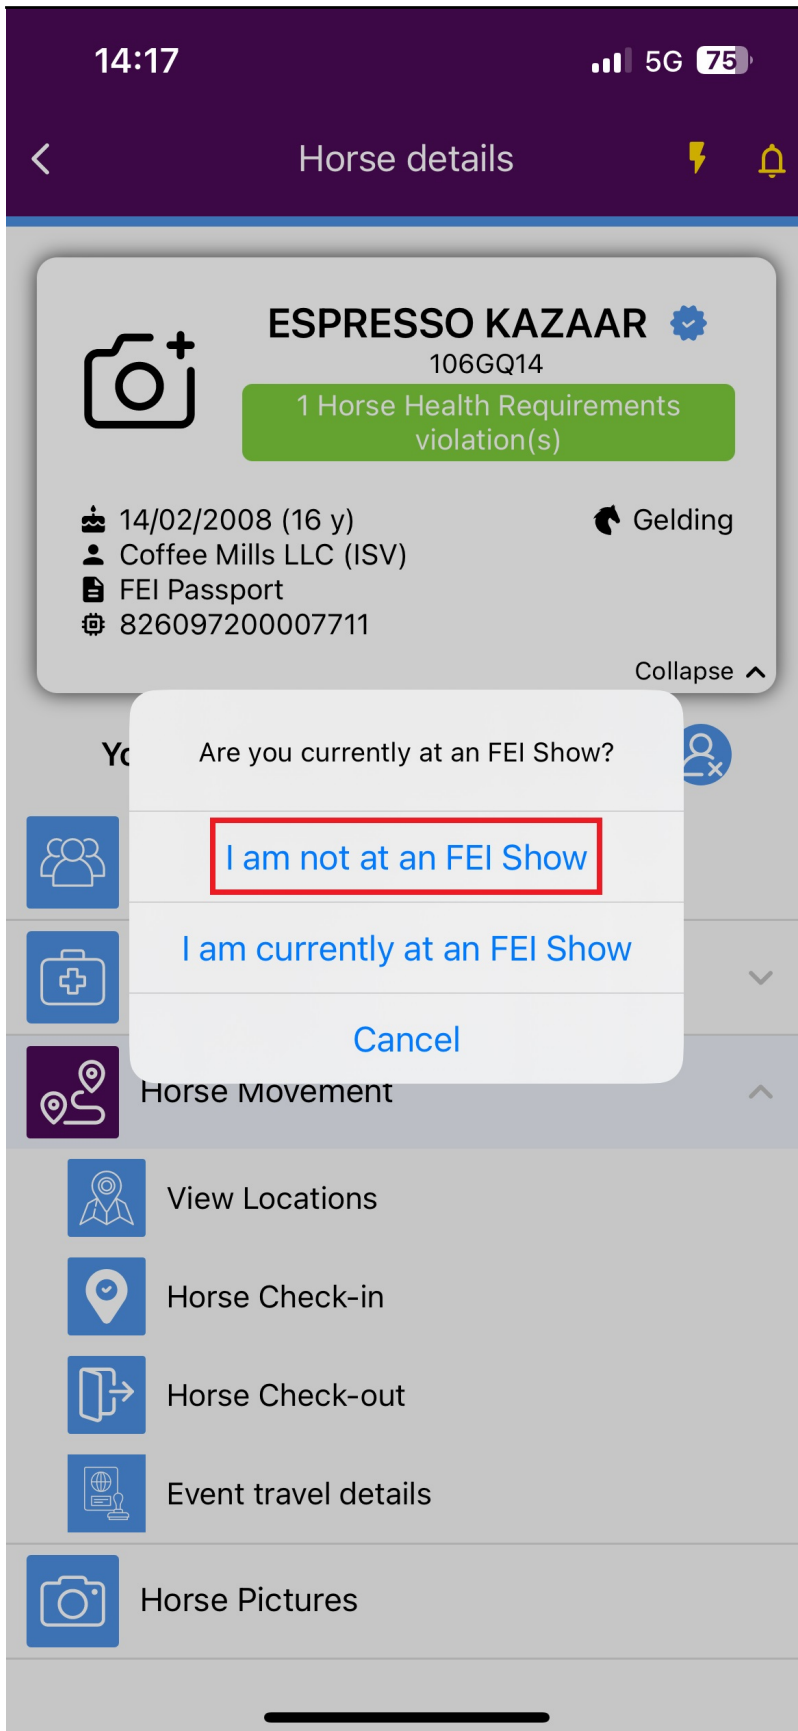 14:17
5G 75
Horse details
ESPRESSO KAZAAR
106GQ14
1 Horse Health Requirements
violation(s)
14/02/2008 (16 y)
Gelding
Coffee Mills LLC (ISV)
FEI Passport
826097200007711
Collapse
Are you currently at an FEI Show?
I am not at an FEI Show
I am currently at an FEI Show
Cancel
Horse Movement
View Locations
Horse Check-in
Horse Check-out
Event travel details
Horse Pictures